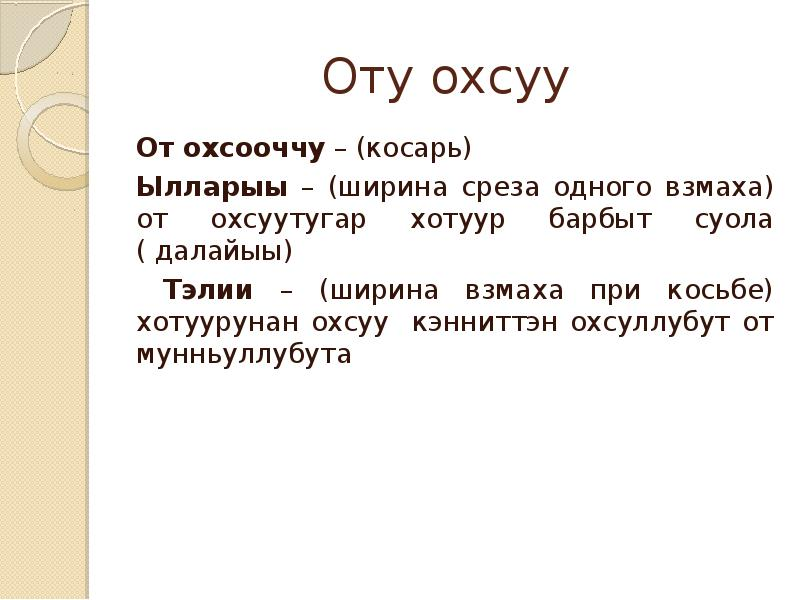 Оту охсуу
От охсооччу – (косарь)
Ылларыы – (ширина среза одного взмаха)
от охсуутугар хотуур барбыт суола
( далайыы)
Тэлии – (ширина взмаха при косьбе)
хотуурунан охсуу кэнниттэн охсуллубут от
мунньуллубута